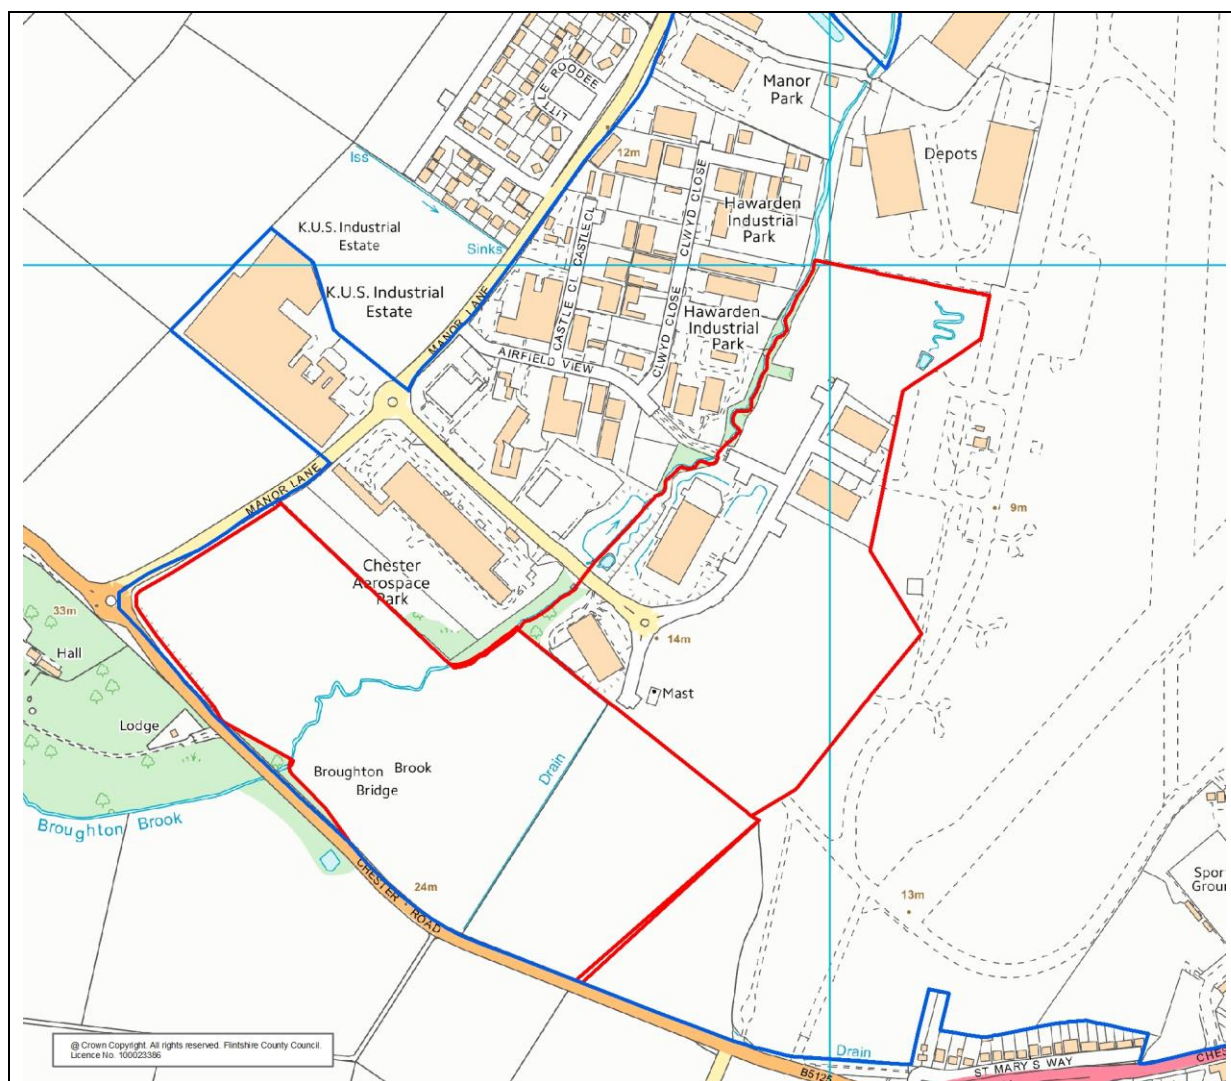 LITTLE ROODEE
Manor
Park
12m
Depots
Iss
K.U.S. Industrial
Estate
Sinks
CASTLE CL
CLWYD CLOSE
Hawarden
Industrial
Park
K.U.S. Industrial
Estate
MANOR LANE
CASTLE CL
CLWYD CLOSE
Hawarden
Industrial
Park
AIRFIELD VIEW
MANOR LANE
9m
Chester
Aerospace
Park
33m
14m
Hall
Mast
Lodge
Drain
Broughton Brook
Bridge
Broughton Brook
CHESTER ROAD
24m
13m
Spor
Groun
@ Crown Copyright. All rights reserved. Flintshire County Council.
Licence No. 100023386
Drain
ST MARY S WAY
CHES
B5125